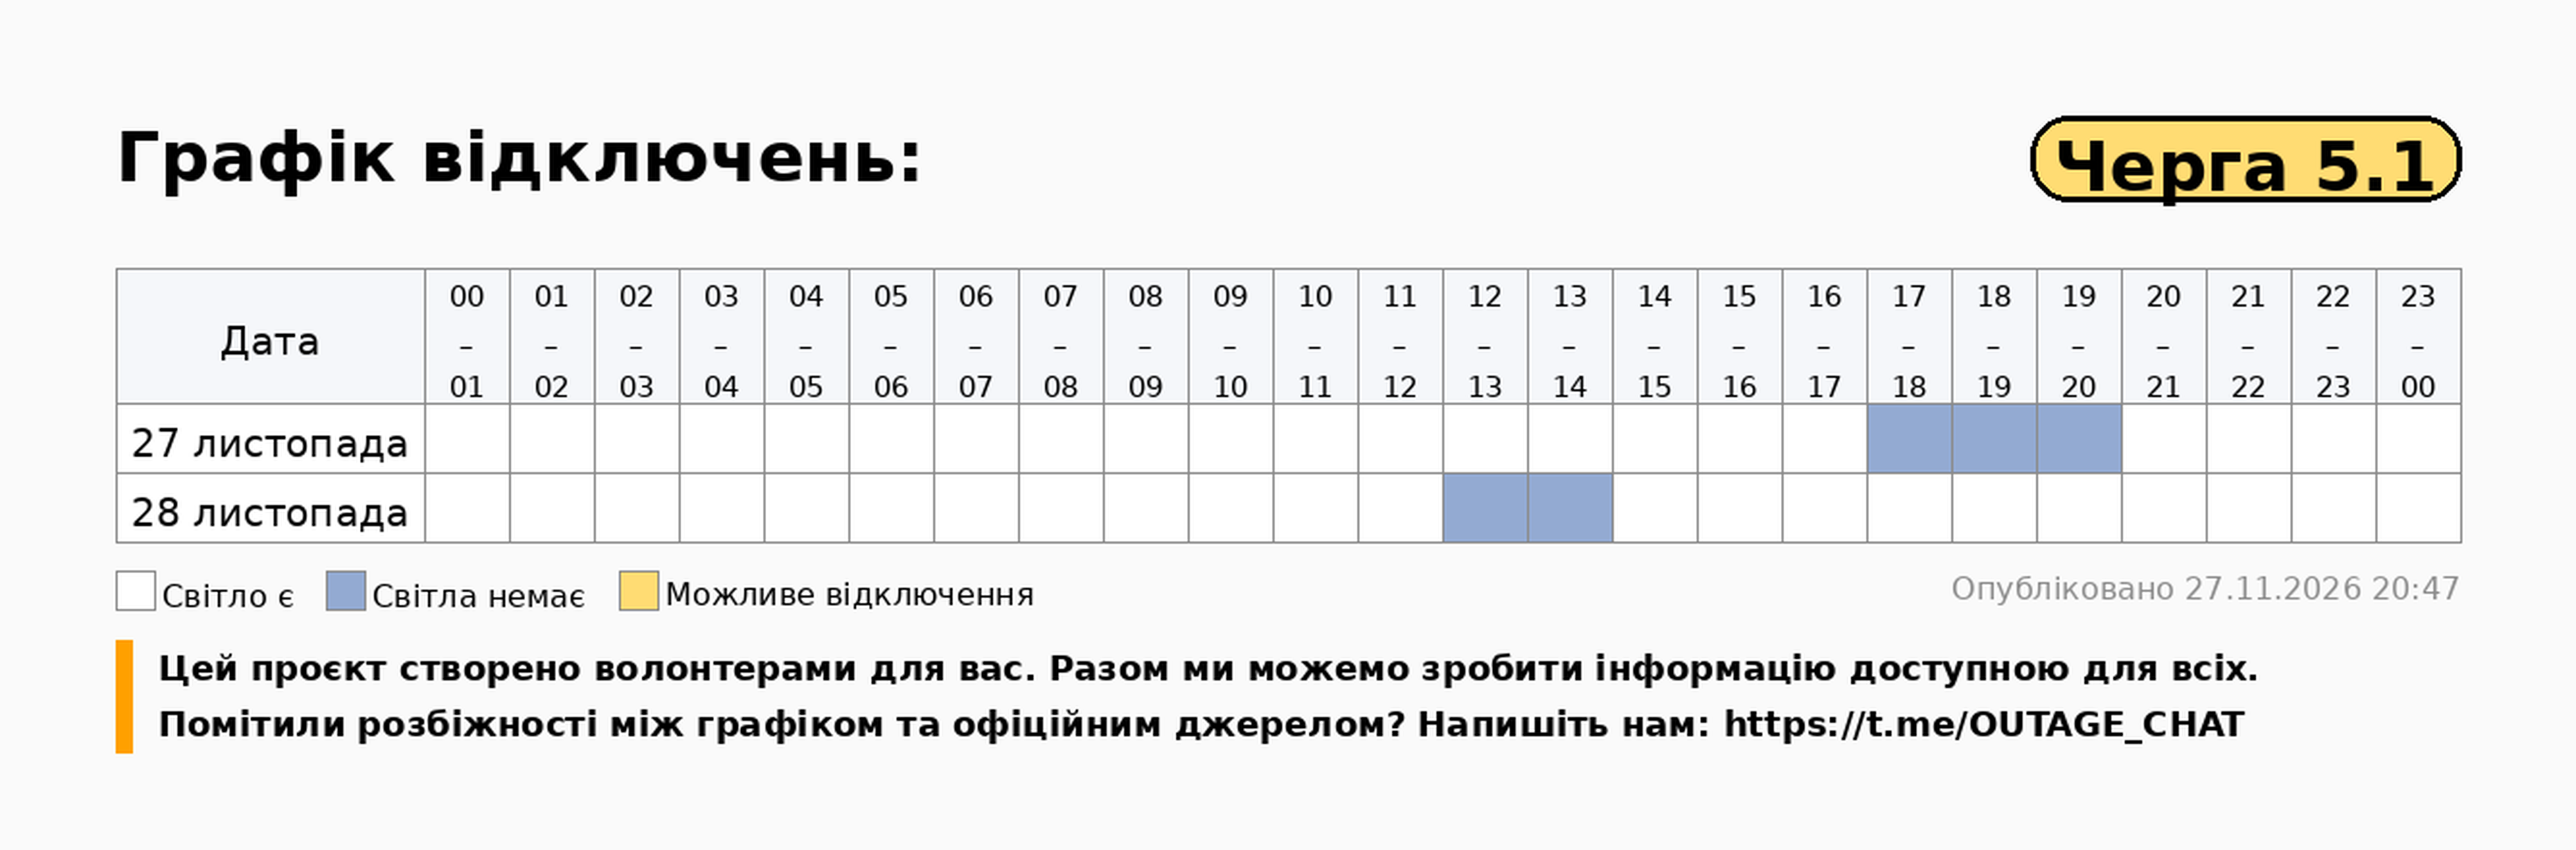 Графік відключень:
Черга 5.1
Дата 00 – 01 01 – 02 02 – 03 03 – 04 04 – 05 05 – 06 06 – 07 07 – 08 08 – 09 09 – 10 10 – 11 11 – 12 12 – 13 13 – 14 14 – 15 15 – 16 16 – 17 17 – 18 18 – 19 19 – 20 20 – 21 21 – 22 22 – 23 23 – 00
27 листопада
28 листопада
Світло є Світла немає Можливе відключення
Опубліковано 27.11.2026 20:47
Цей проєкт створено волонтерами для вас. Разом ми можемо зробити інформацію доступною для всіх.
Помітили розбіжності між графіком та офіційним джерелом? Напишіть нам: https://t.me/OUTAGE_CHAT